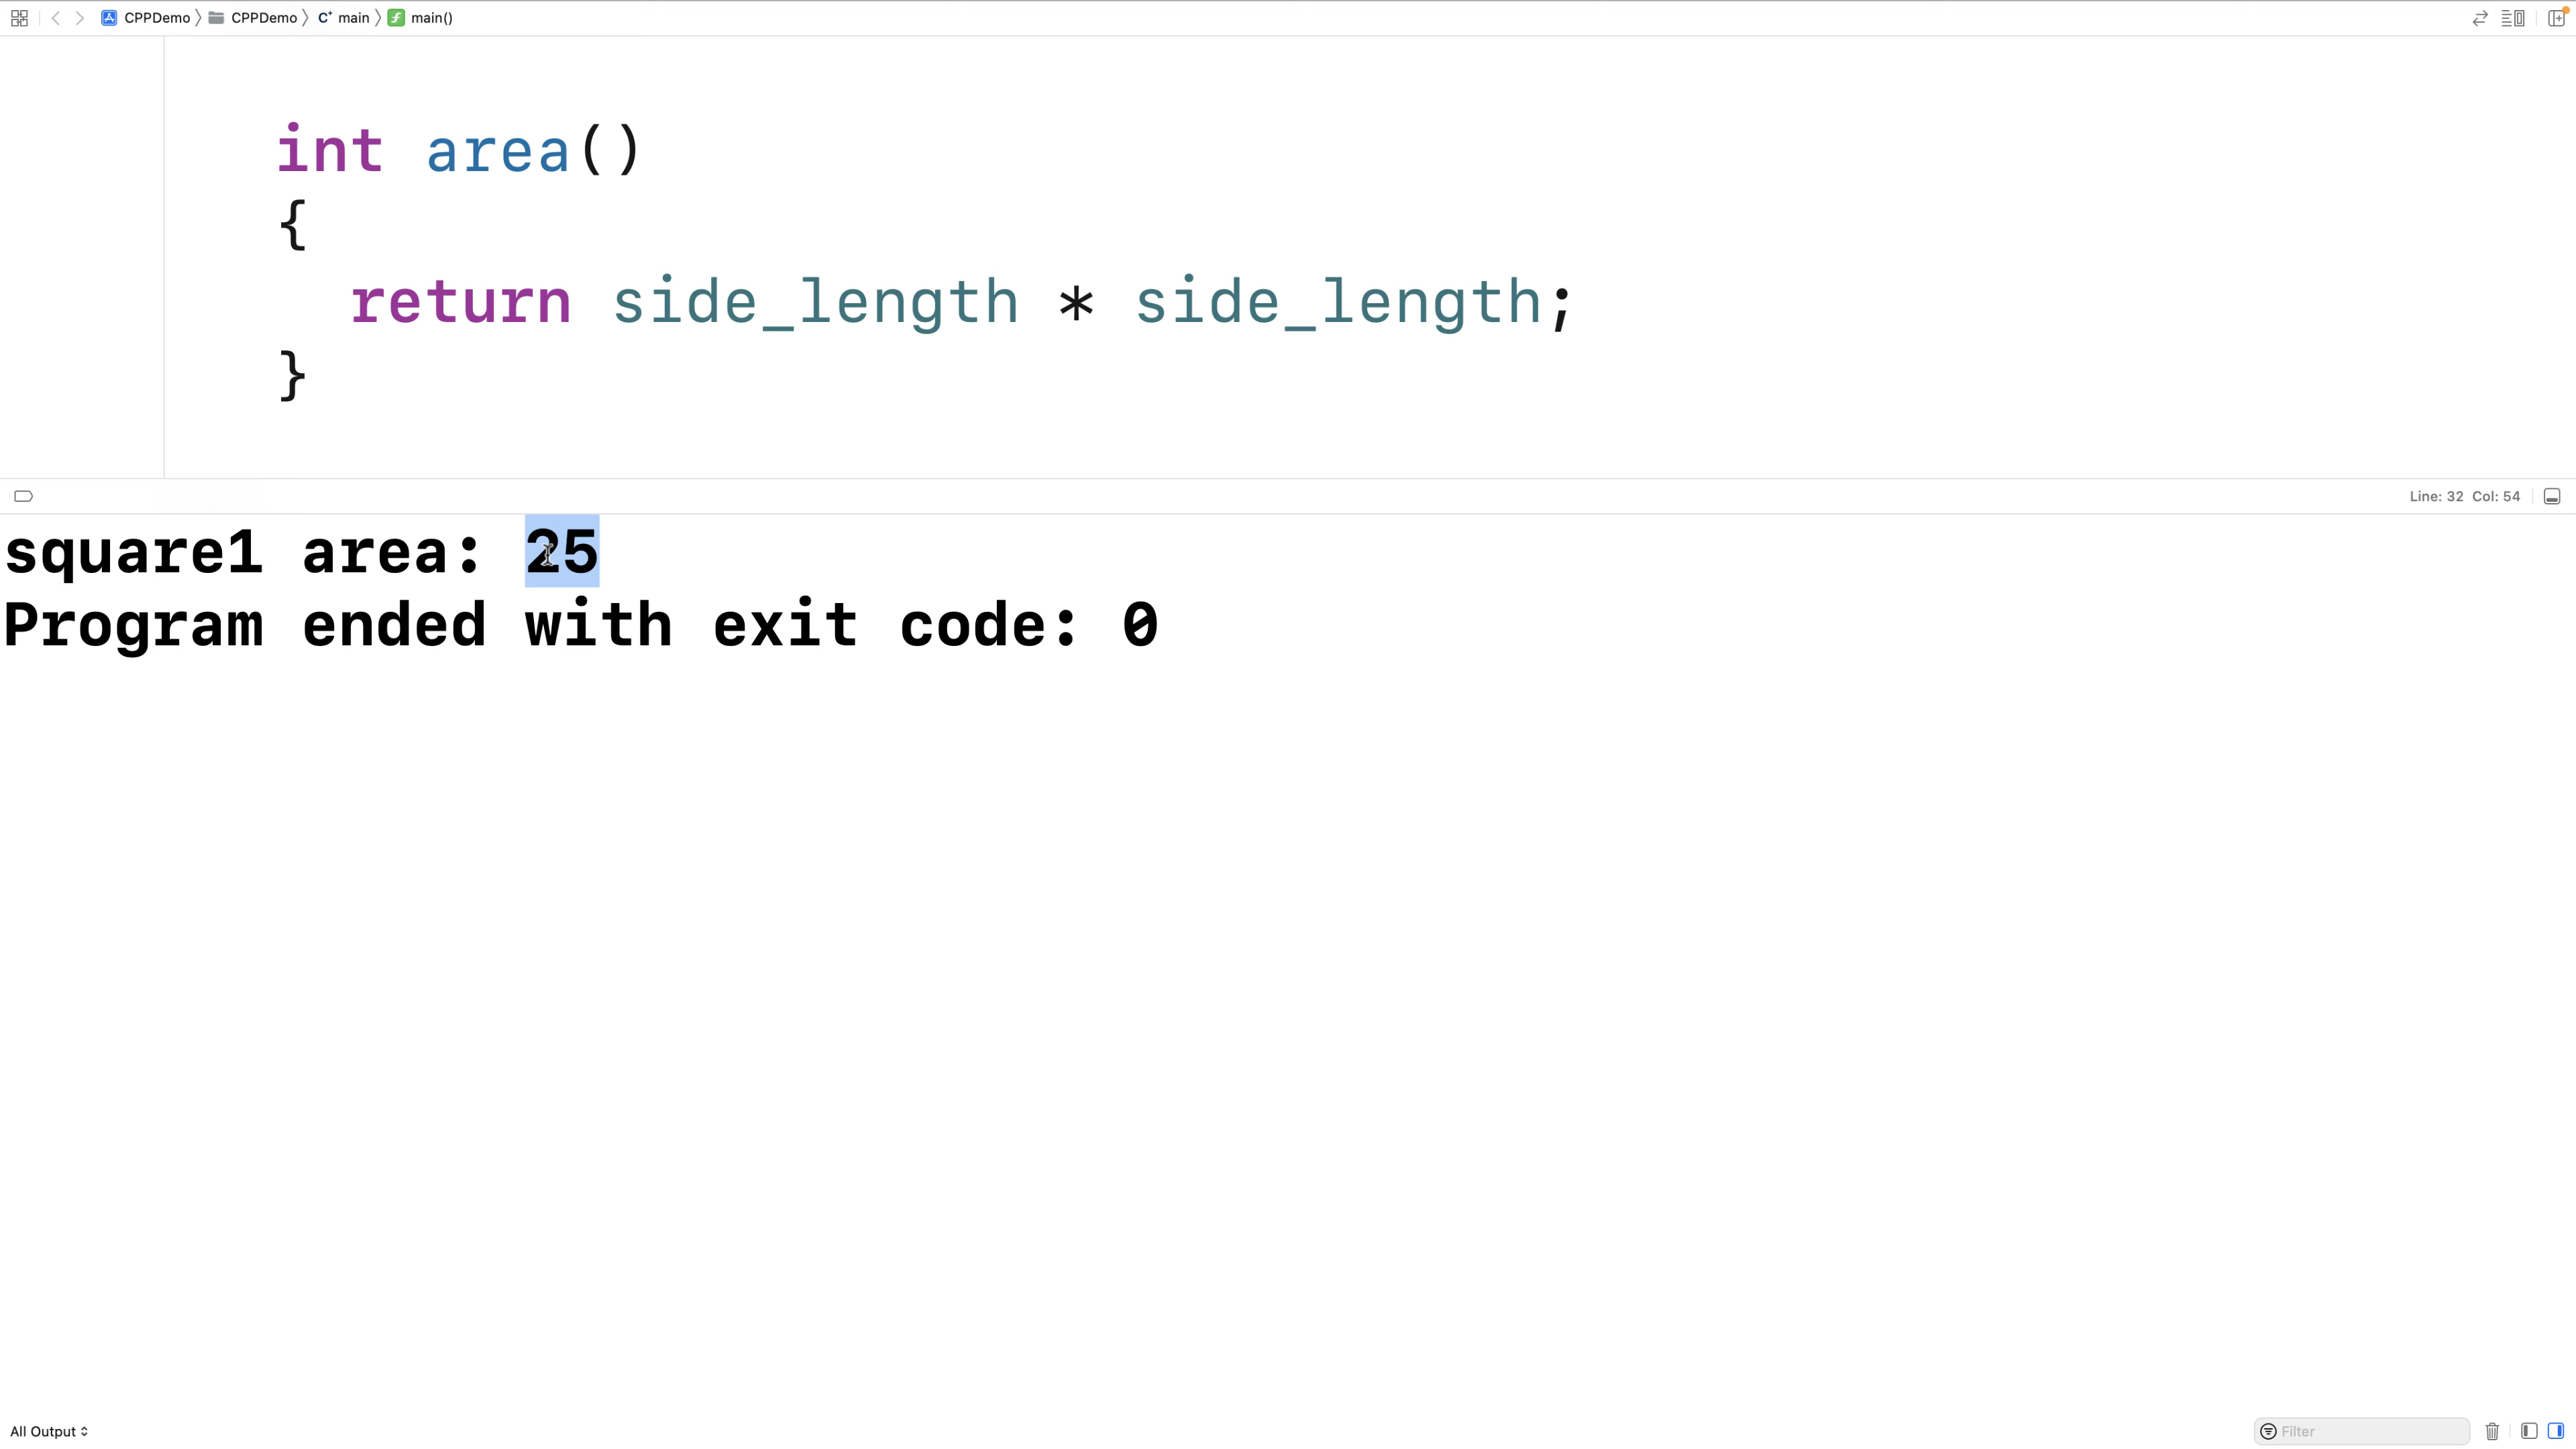 CPPDemo 〉 CPPDemo 〉 C+ main 〉 f main()
int area()
{
return side_length * side_length;
}
Line: 32 Col: 54
square1 area: 25
Program ended with exit code: 0
All Output
Filter